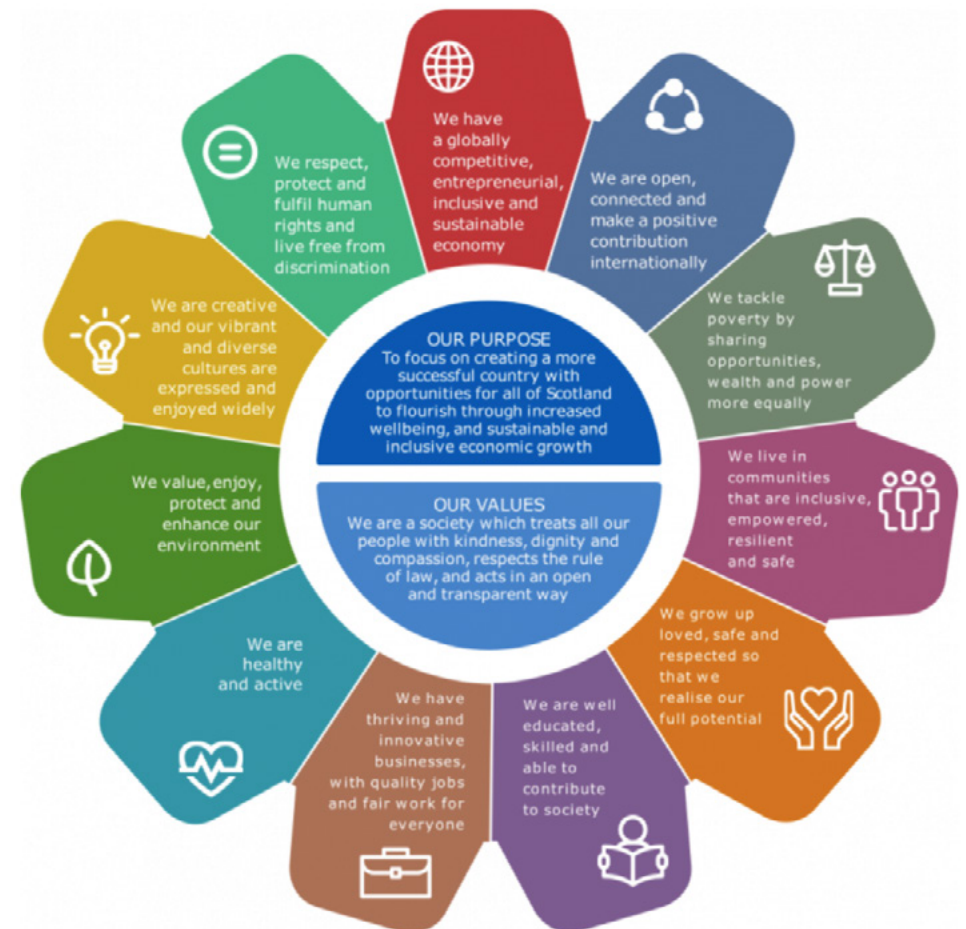 We have
a globally
competitive,
entrepreneurial,
inclusive and
sustainable
economy
We are open,
connected and
make a positive
contribution
internationally
We tackle
poverty by
sharing
opportunities,
wealth and power
more equally
We live in
communities
that are inclusive,
empowered,
resilient
and safe
We grow up
loved, safe and
respected so
that we
realise our
full potential
We are well
educated,
skilled and
able to
contribute
to society
We have
thriving and
innovative
businesses,
with quality jobs
and fair work for
everyone
We are
healthy
and active
We value, enjoy,
protect and
enhance our
environment
We are creative
and our vibrant
and diverse
cultures are
expressed and
enjoyed widely
We respect,
protect and
fulfil human
rights and
live free from
discrimination
OUR PURPOSE
To focus on creating a more
successful country with
opportunities for all of Scotland
to flourish through increased
wellbeing, and sustainable and
inclusive economic growth
OUR VALUES
We are a society which treats all our
people with kindness, dignity and
compassion, respects the rule
of law, and acts in an open
and transparent way